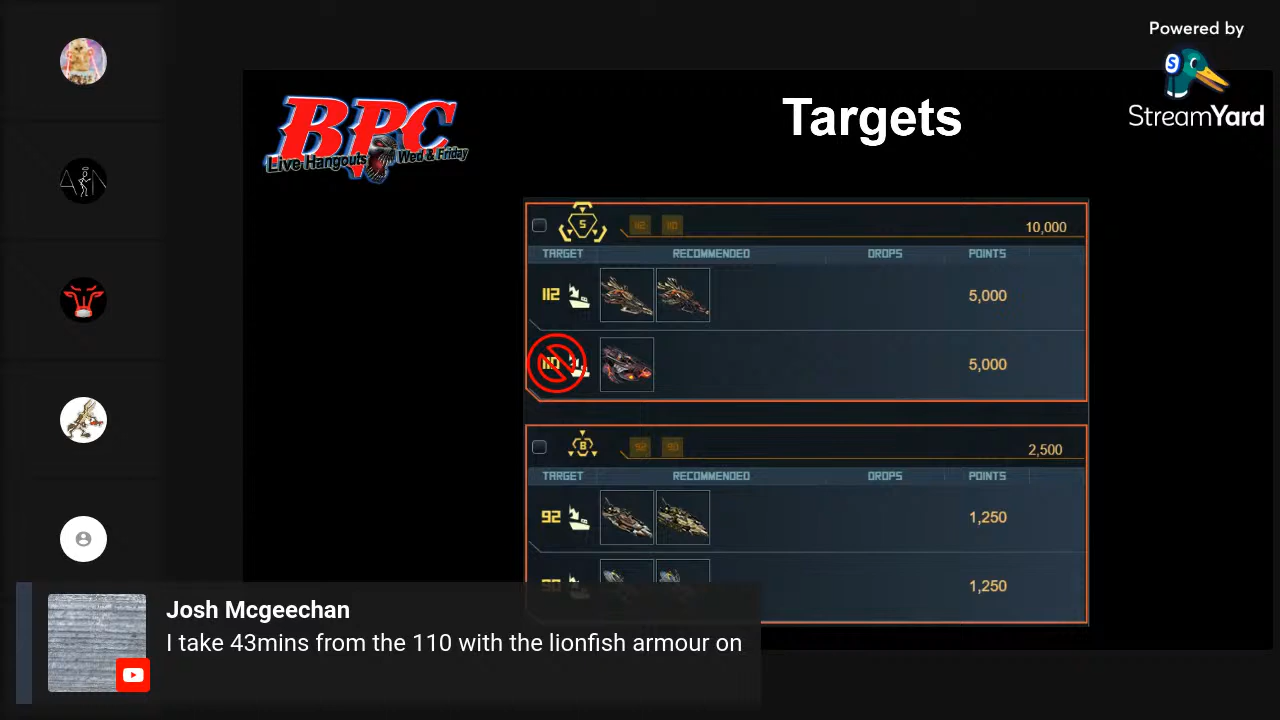 Powered by
S
StreamYard
BPC
Live Hangouts Wed & Friday
Targets
S 112 110 10,000
TARGET RECOMMENDED DROPS POINTS
112 5,000
110 5,000
B 92 90 2,500
TARGET RECOMMENDED DROPS POINTS
92 1,250
90 1,250
Josh Mcgeechan
I take 43mins from the 110 with the lionfish armour on